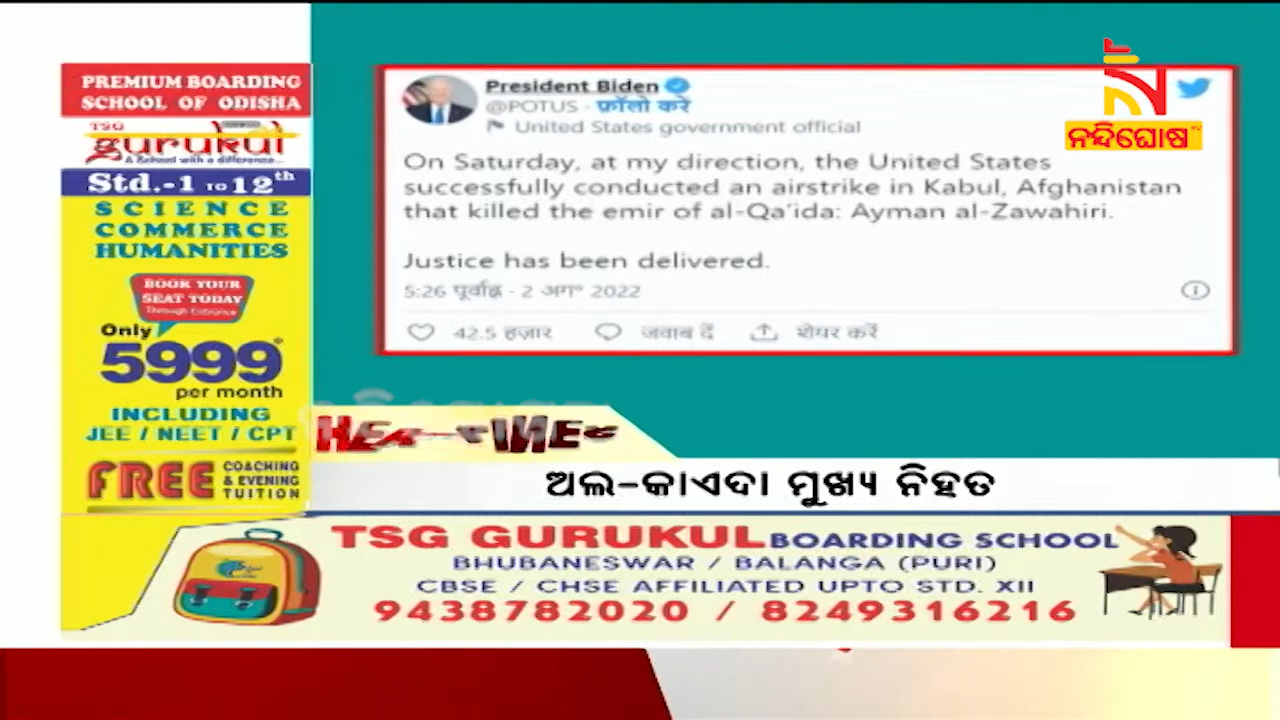 PREMIUM BOARDING
SCHOOL OF ODISHA
TSG
gurukul
A School with a difference...
Std.-1 TO 12th
SCIENCE
COMMERCE
HUMANITIES
BOOK YOUR
SEAT TODAY
Through Entrance
Only
5999
per month
INCLUDING
JEE / NEET / CPT
FREE COACHING
& EVENING
TUITION
President Biden
@POTUS · फ़ॉलो करें
United States government official
On Saturday, at my direction, the United States
successfully conducted an airstrike in Kabul, Afghanistan
that killed the emir of al-Qa'ida: Ayman al-Zawahiri.
Justice has been delivered.
5:26 पूर्वाह्न · 2 अग॰ 2022
42.5 हज़ार जवाब दें शेयर करें
ନନ୍ଦିଘୋଷ
ଅଲ-କାଏଦା ମୁଖ୍ୟ ନିହତ
TSG GURUKUL BOARDING SCHOOL
BHUBANESWAR / BALANGA (PURI)
CBSE / CHSE AFFILIATED UPTO STD. XII
9438782020 / 8249316216